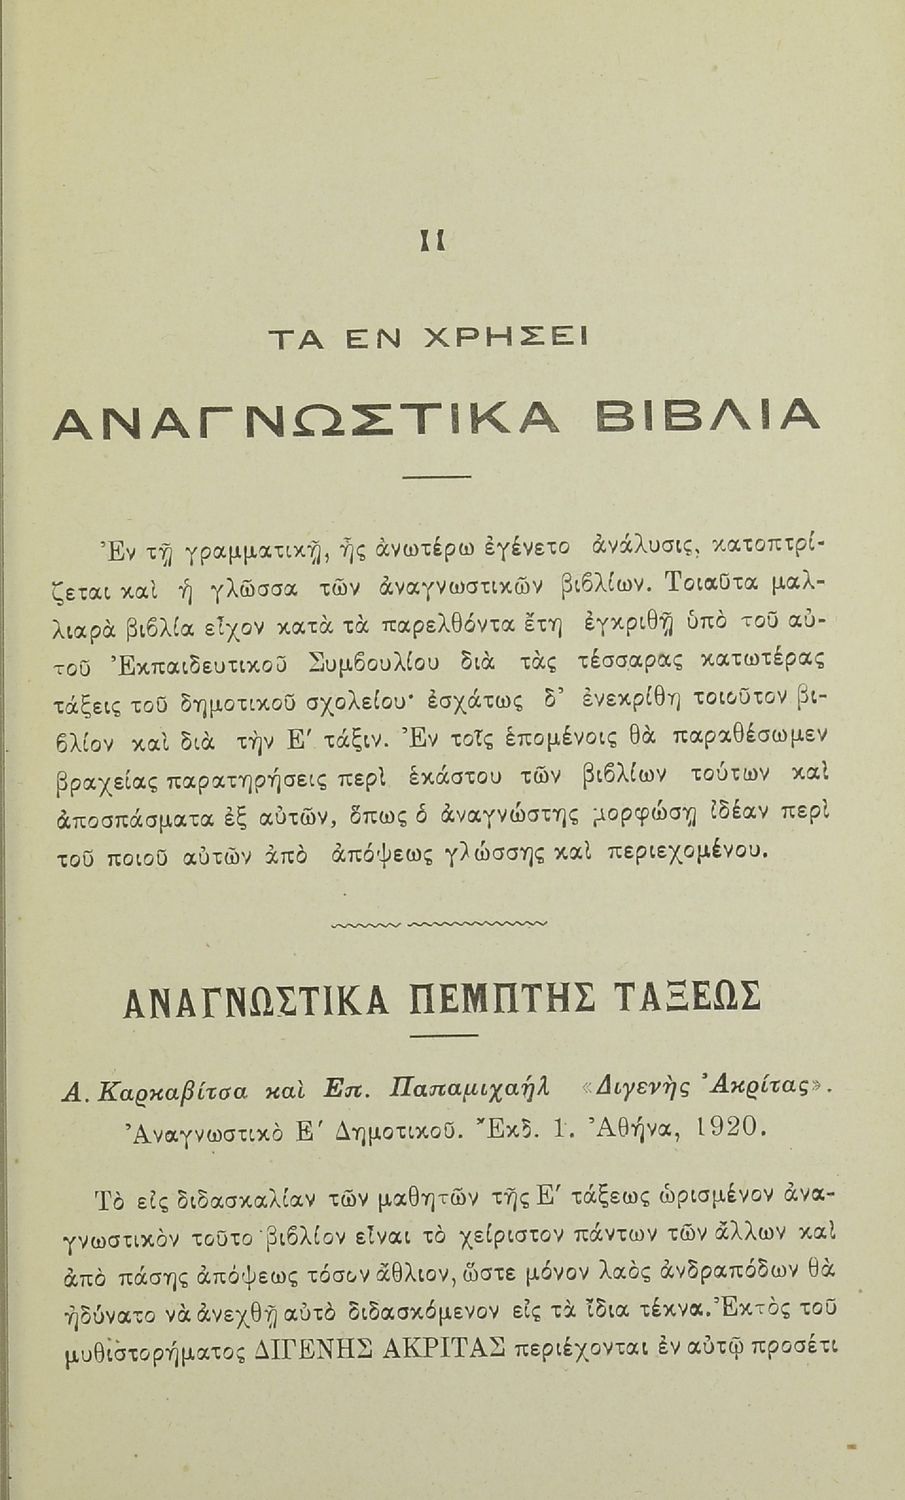 II
ΤΑ ΕΝ ΧΡΗΣΕΙ
ΑΝΑΓΝΩΣΤΙΚΑ ΒΙΒΛΙΑ
Ἐν τῇ γραμματικῇ, ἧς ἀνωτέρω ἐγένετο ἀνάλυσις, κατοπτρί-
ζεται καὶ ἡ γλῶσσα τῶν ἀναγνωστικῶν βιβλίων. Τοιαῦτα μαλ-
λιαρὰ βιβλία εἶχον κατὰ τὰ παρελθόντα ἔτη ἐγκριθῇ ὑπὸ τοῦ αὐ-
τοῦ Ἐκπαιδευτικοῦ Συμβουλίου διὰ τὰς τέσσαρας κατωτέρας
τάξεις τοῦ δημοτικοῦ σχολείου· ἐσχάτως δ’ ἐνεκρίθη τοιοῦτον βι-
βλίον καὶ διὰ τὴν Ε′ τάξιν. Ἐν τοῖς ἑπομένοις θὰ παραθέσωμεν
βραχείας παρατηρήσεις περὶ ἑκάστου τῶν βιβλίων τούτων καὶ
ἀποσπάσματα ἐξ αὐτῶν, ὅπως ὁ ἀναγνώστης μορφώσῃ ἰδέαν περὶ
τοῦ ποιοῦ αὐτῶν ἀπὸ ἀπόψεως γλώσσης καὶ περιεχομένου.
ΑΝΑΓΝΩΣΤΙΚΑ ΠΕΜΠΤΗΣ ΤΑΞΕΩΣ
Α. Καρκαβίτσα καὶ Επ. Παπαμιχαήλ «Διγενὴς Ἀκρίτας».
Ἀναγνωστικὸ Ε′ Δημοτικοῦ. Ἔκδ. 1. Ἀθήνα, 1920.
Τὸ εἰς διδασκαλίαν τῶν μαθητῶν τῆς Ε′ τάξεως ὡρισμένον ἀνα-
γνωστικὸν τοῦτο βιβλίον εἶναι τὸ χείριστον πάντων τῶν ἄλλων καὶ
ἀπὸ πάσης ἀπόψεως τόσον ἄθλιον, ὥστε μόνον λαὸς ἀνδραπόδων θὰ
ἠδύνατο νὰ ἀνεχθῇ αὐτὸ διδασκόμενον εἰς τὰ ἴδια τέκνα. Ἐκτὸς τοῦ
μυθιστορήματος ΔΙΓΕΝΗΣ ΑΚΡΙΤΑΣ περιέχονται ἐν αὐτῷ προσέτι